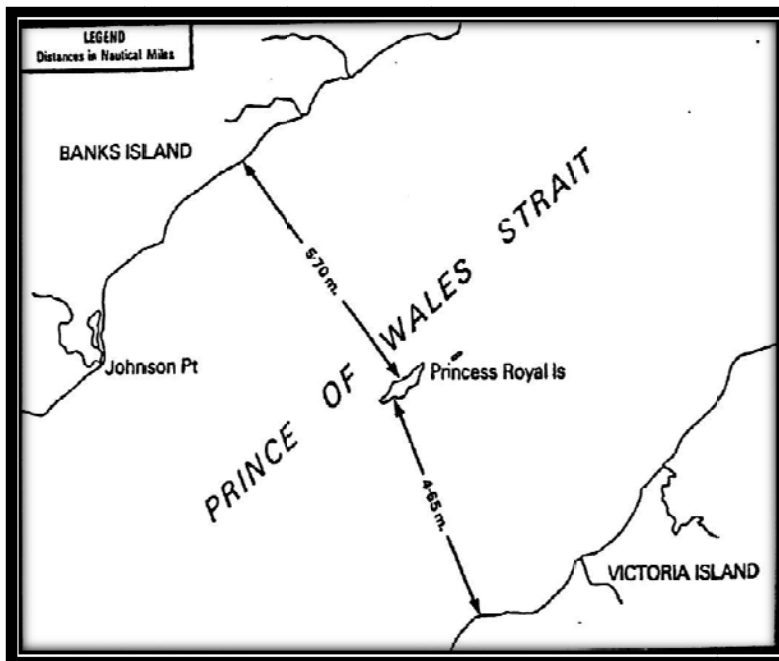 LEGEND
Distances in Nautical Miles
BANKS ISLAND
5·70 m.
PRINCE OF WALES STRAIT
Johnson Pt
Princess Royal Is
4·65 m.
VICTORIA ISLAND